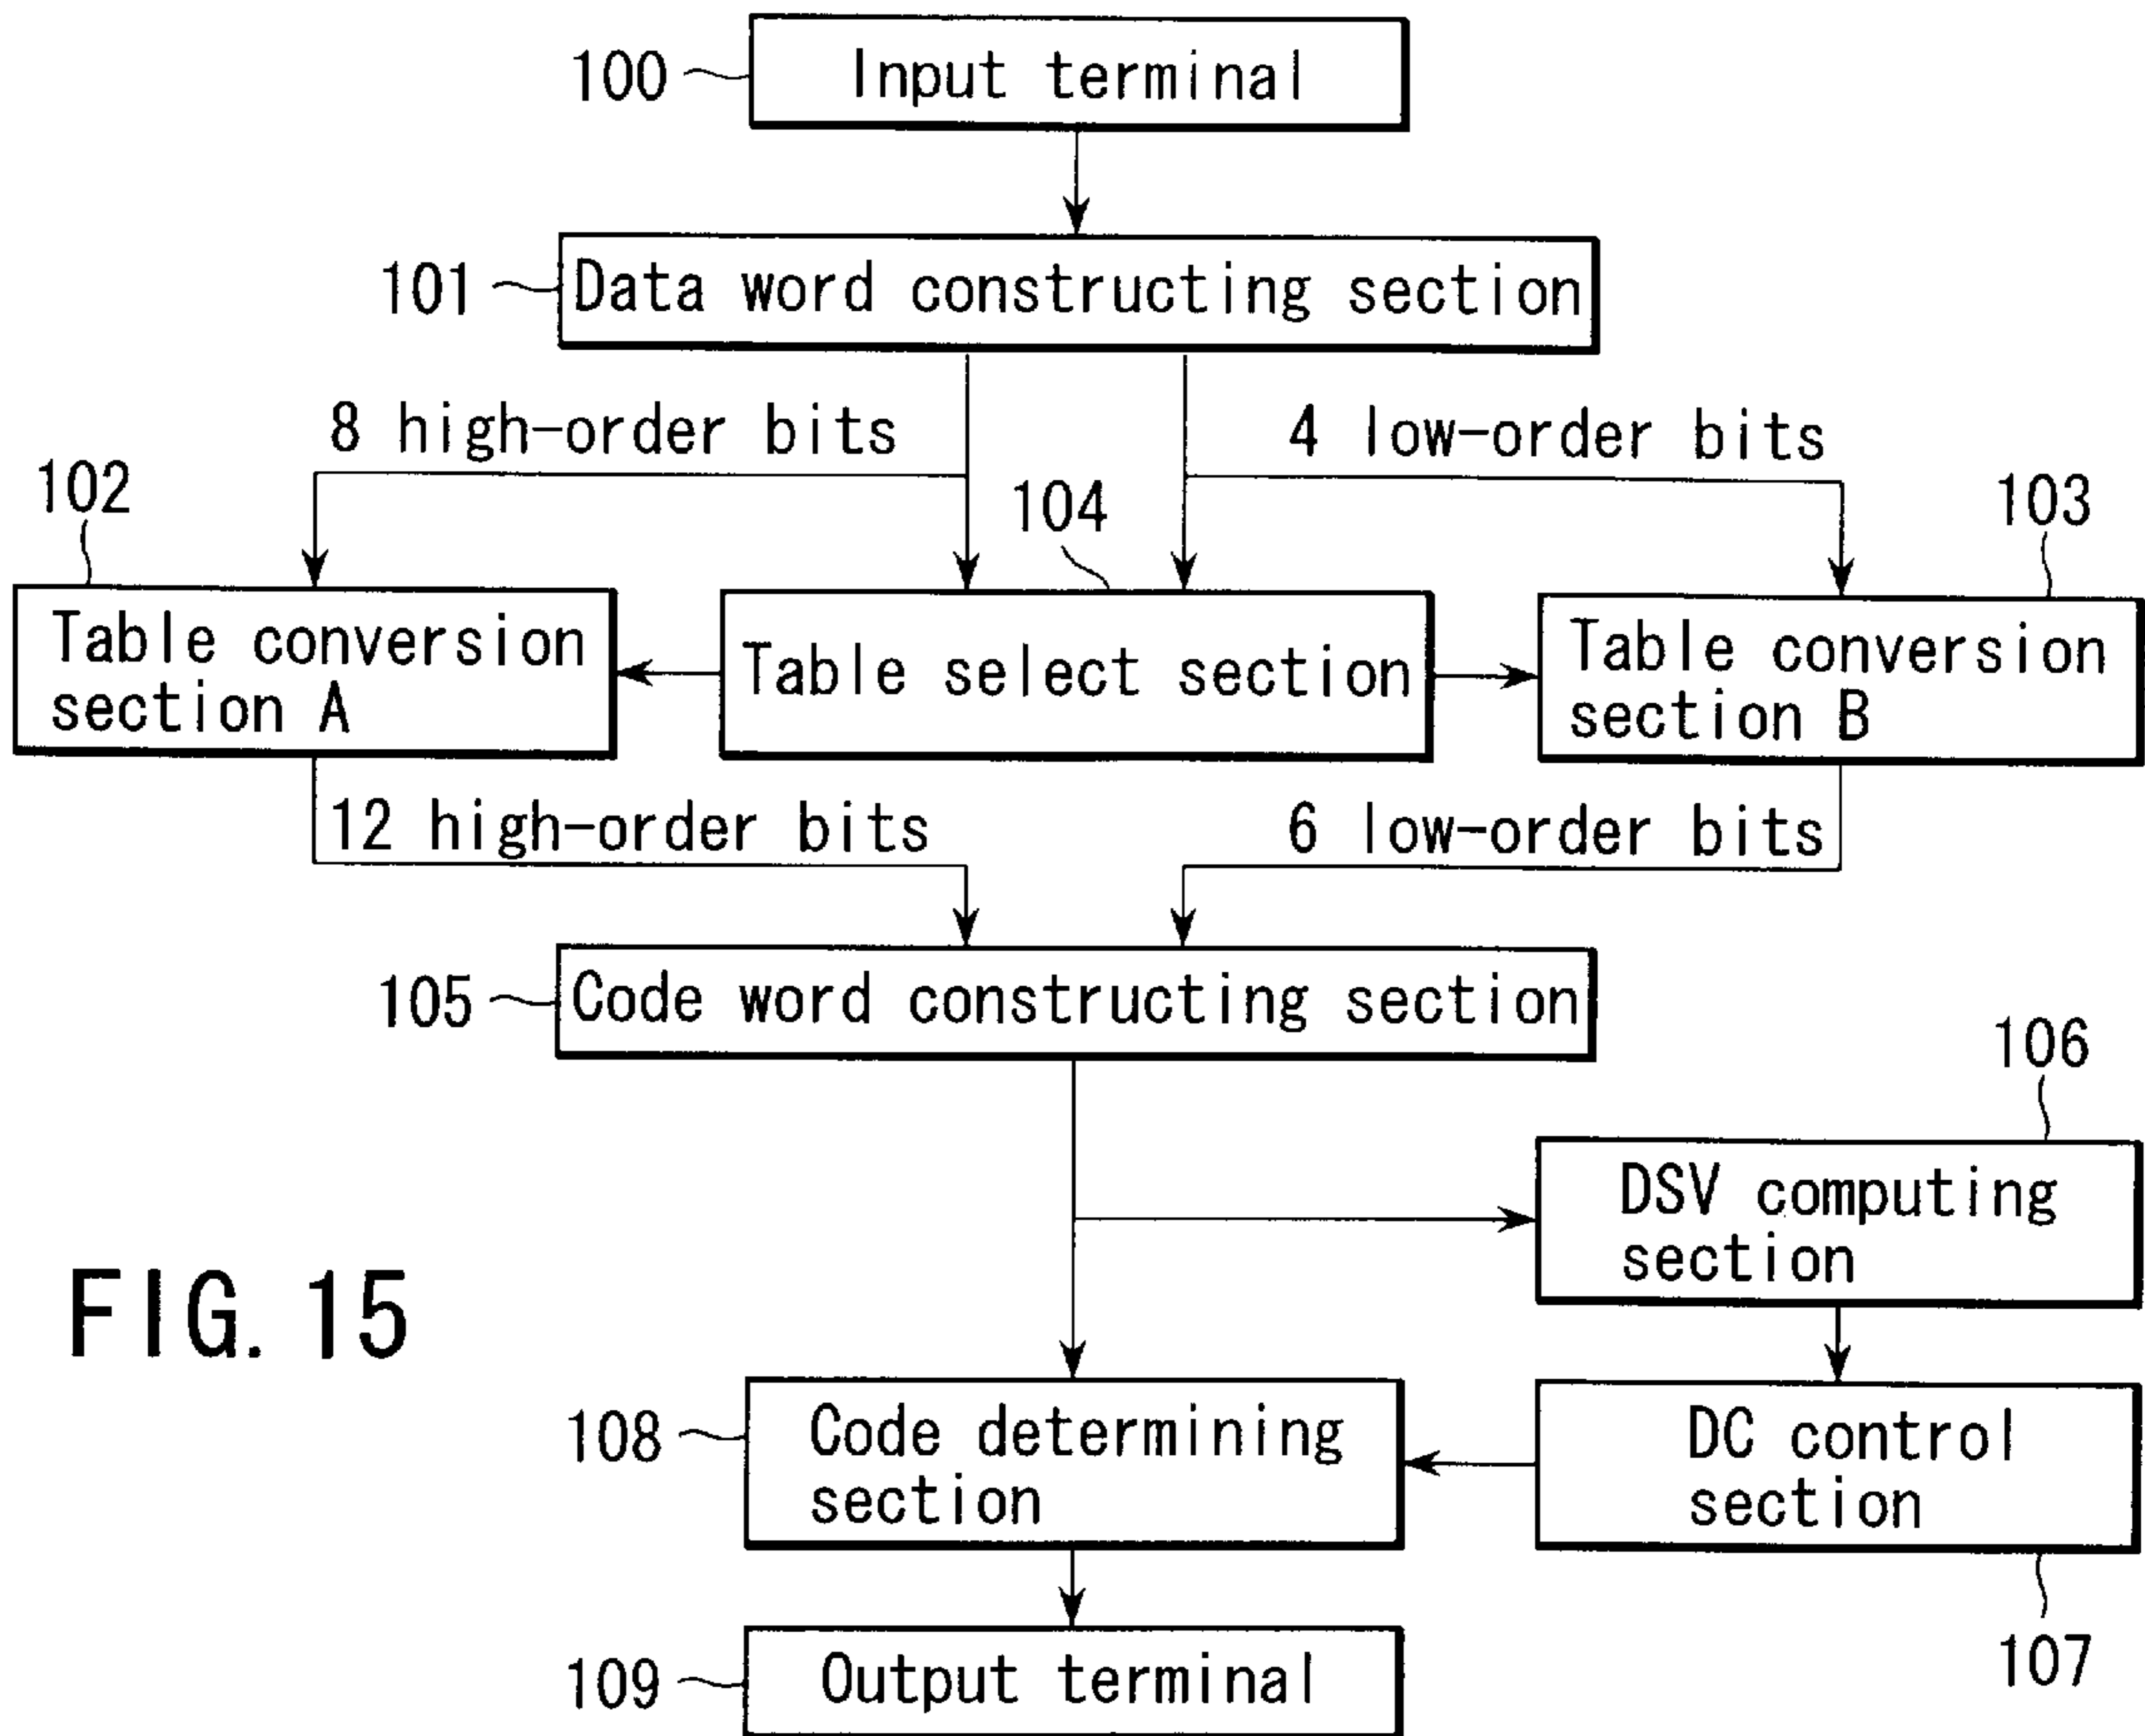 100
Input terminal
101
Data word constructing section
8 high-order bits
4 low-order bits
102
104
103
Table conversion
section A
Table select section
Table conversion
section B
12 high-order bits
6 low-order bits
105
Code word constructing section
106
DSV computing
section
FIG. 15
108
Code determining
section
DC control
section
107
109
Output terminal